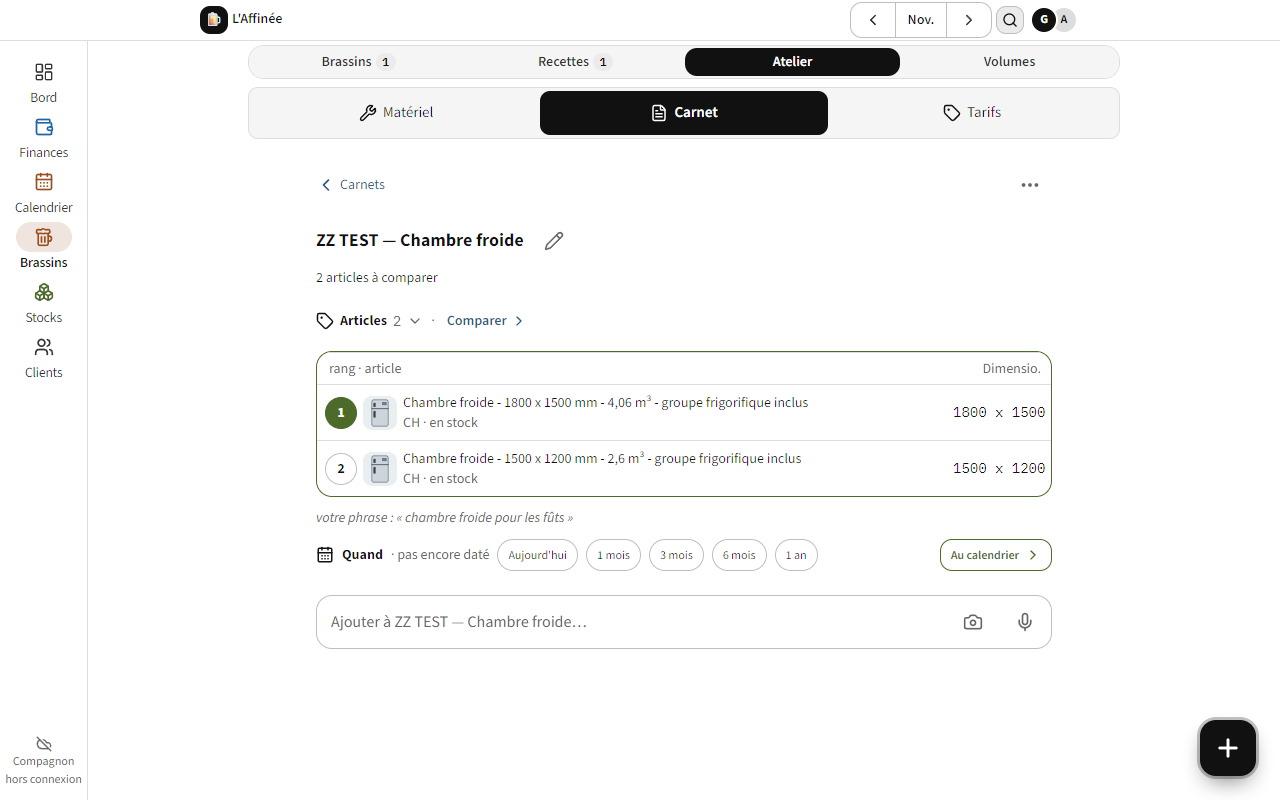 L'Affinée
Nov.
G
A
Bord
Finances
Calendrier
Brassins
Stocks
Clients
Compagnon
hors connexion
Brassins 1
Recettes 1
Atelier
Volumes
Matériel
Carnet
Tarifs
Carnets
ZZ TEST — Chambre froide
2 articles à comparer
Articles 2 · Comparer
rang · article
Dimensio.
1
Chambre froide - 1800 x 1500 mm - 4,06 m³ - groupe frigorifique inclus
CH · en stock
1800 x 1500
2
Chambre froide - 1500 x 1200 mm - 2,6 m³ - groupe frigorifique inclus
CH · en stock
1500 x 1200
votre phrase : « chambre froide pour les fûts »
Quand · pas encore daté
Aujourd'hui
1 mois
3 mois
6 mois
1 an
Au calendrier
Ajouter à ZZ TEST — Chambre froide…